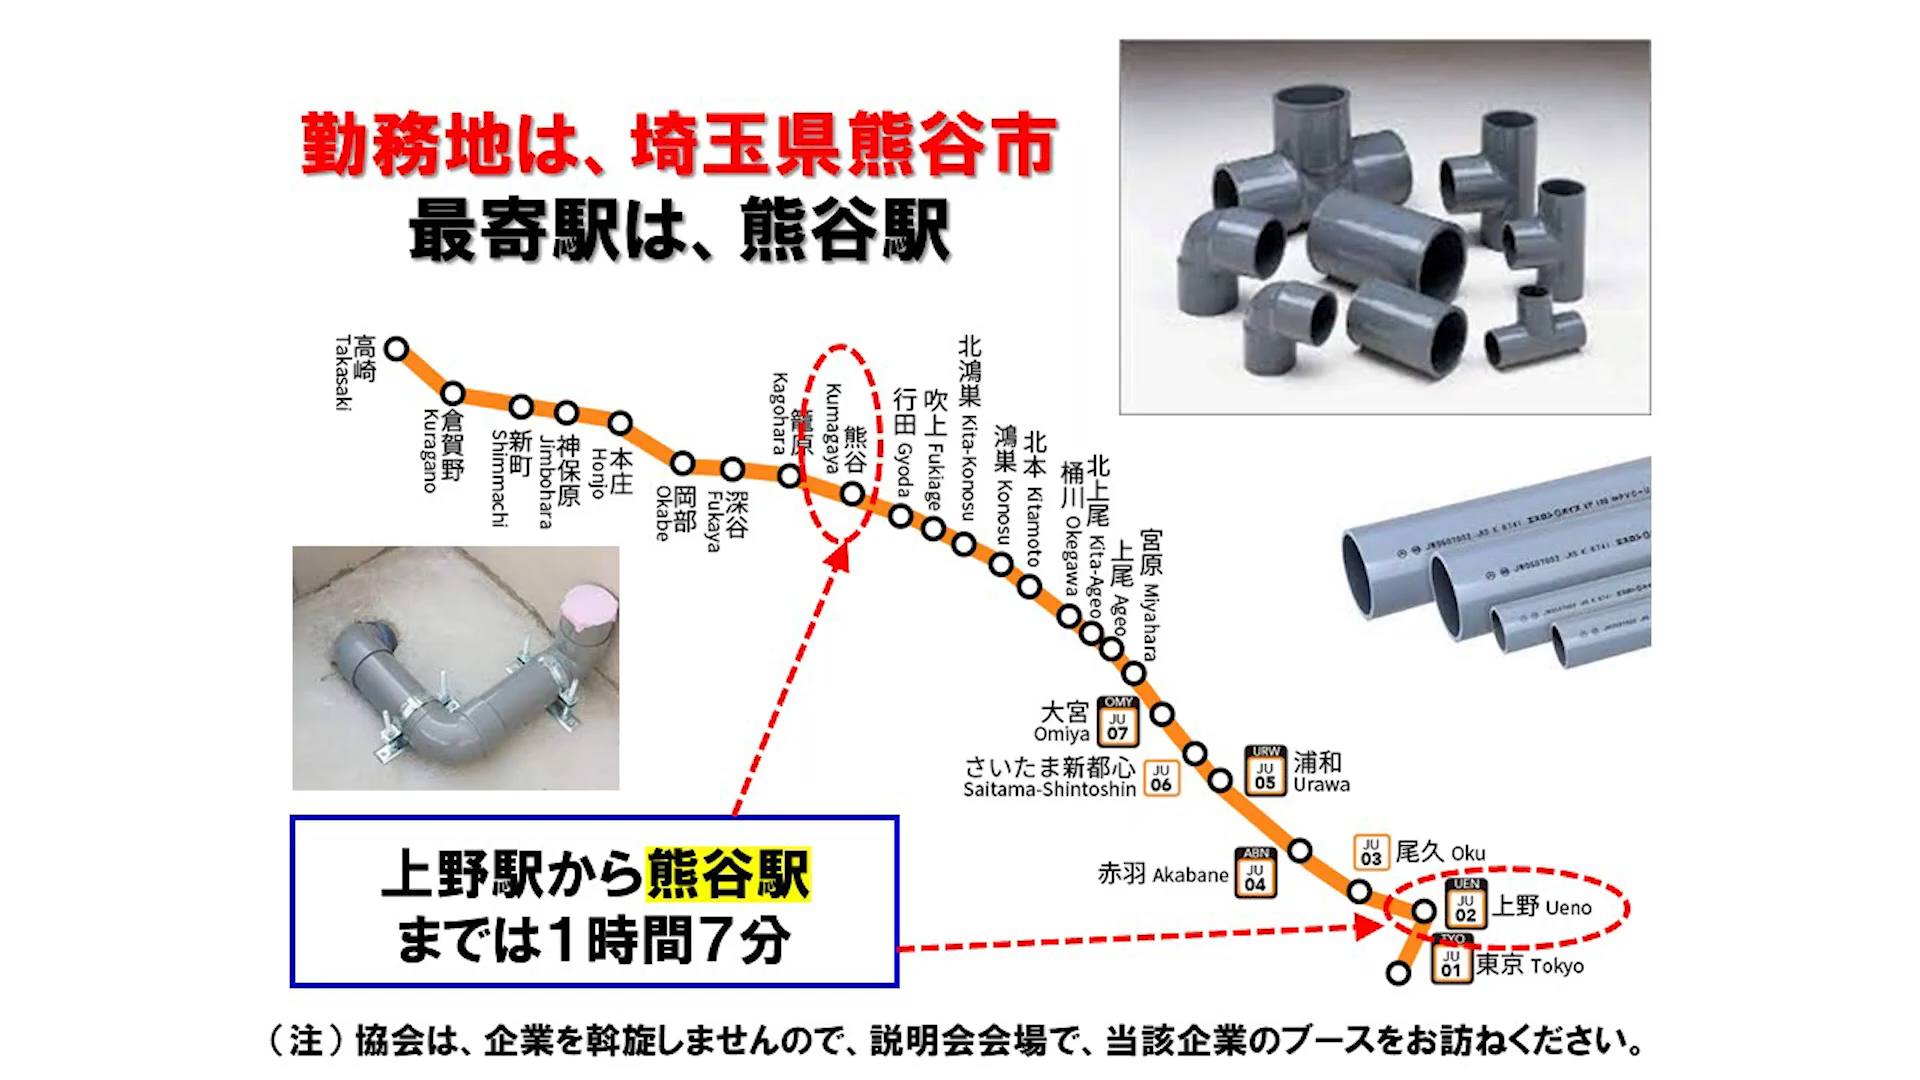 勤務地は、埼玉県熊谷市
最寄駅は、熊谷駅
高崎 Takasaki
倉賀野 Kuragano
新町 Shinmachi
神保原 Jimbohara
本庄 Honjo
岡部 Okabe
深谷 Fukaya
籠原 Kagohara
熊谷 Kumagaya
行田 Gyoda
吹上 Fukiage
北鴻巣 Kita-Konosu
鴻巣 Konosu
北本 Kitamoto
桶川 Okegawa
北上尾 Kita-Ageo
上尾 Ageo
宮原 Miyahara
大宮
Omiya
OMY
JU
07
さいたま新都心
Saitama-Shintoshin
JU
06
URW
JU
05
浦和
Urawa
赤羽 Akabane
ABN
JU
04
JU
03
尾久 Oku
UEN
JU
02
上野 Ueno
TYO
JU
01
東京 Tokyo
上野駅から熊谷駅
までは1時間7分
（注）協会は、企業を斡旋しませんので、説明会会場で、当該企業のブースをお訪ねください。